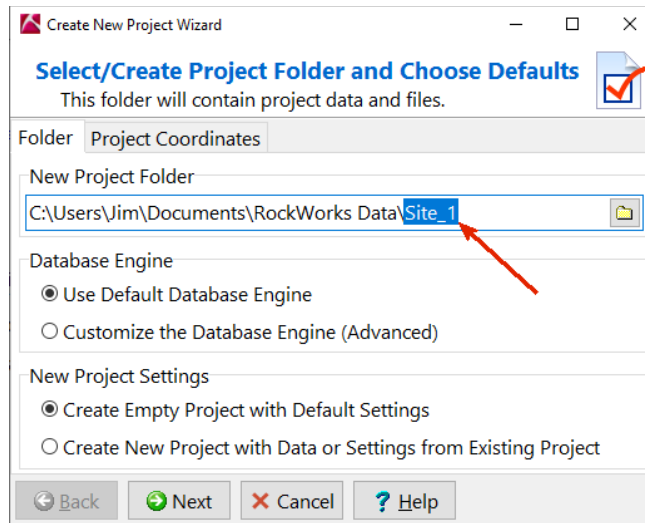 Create New Project Wizard
Select/Create Project Folder and Choose Defaults
This folder will contain project data and files.
Folder Project Coordinates
New Project Folder
C:\Users\Jim\Documents\RockWorks Data\Site_1
Database Engine
Use Default Database Engine
Customize the Database Engine (Advanced)
New Project Settings
Create Empty Project with Default Settings
Create New Project with Data or Settings from Existing Project
Back Next Cancel ? Help